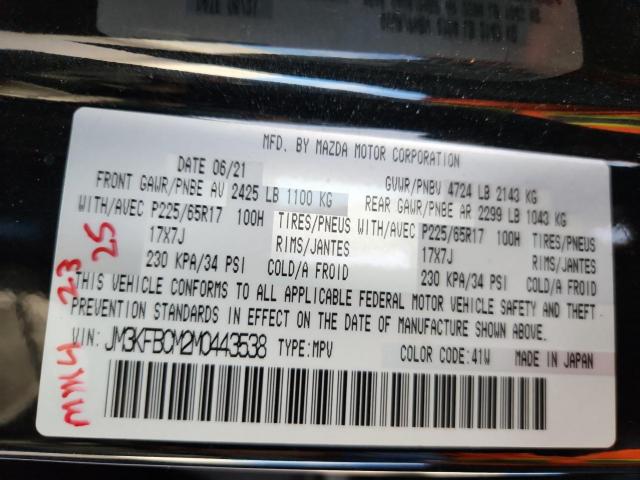 MFD. BY MAZDA MOTOR CORPORATION
DATE 06/21
GVWR/PNBV 4724 LB 2143 KG
FRONT GAWR/PNBE AV 2425 LB 1100 KG
REAR GAWR/PNBE AR 2299 LB 1043 KG
WITH/AVEC P225/65R17 100H TIRES/PNEUS WITH/AVEC P225/65R17 100H TIRES/PNEUS
17X7J RIMS/JANTES 17X7J RIMS/JANTES
230 KPA/34 PSI COLD/A FROID 230 KPA/34 PSI COLD/A FROID
THIS VEHICLE CONFORMS TO ALL APPLICABLE FEDERAL MOTOR VEHICLE SAFETY AND THEFT
PREVENTION STANDARDS IN EFFECT ON THE DATE OF MANUFACTURE SHOWN ABOVE.
VIN: JM3KFBCM2M0443538 TYPE: MPV COLOR CODE: 41W MADE IN JAPAN
23
25